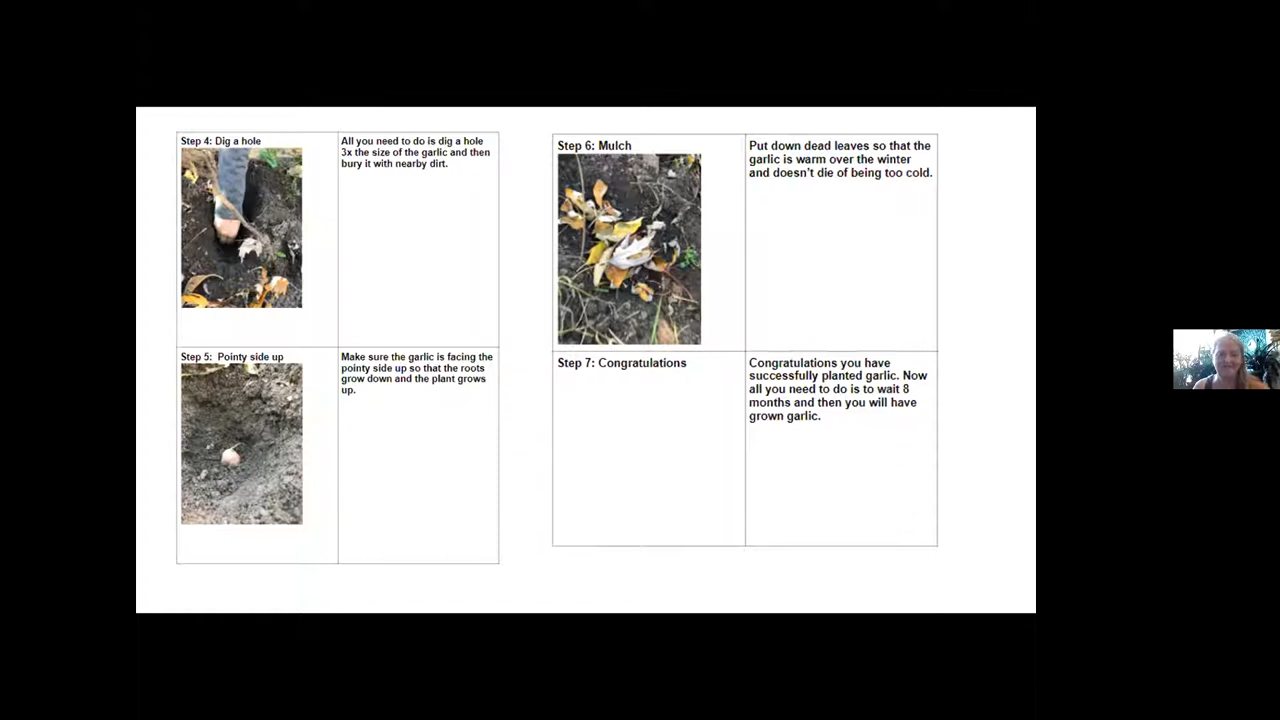 Step 4: Dig a hole
All you need to do is dig a hole
3x the size of the garlic and then
bury it with nearby dirt.
Step 5:  Pointy side up
Make sure the garlic is facing the
pointy side up so that the roots
grow down and the plant grows
up.
Step 6: Mulch
Put down dead leaves so that the
garlic is warm over the winter
and doesn't die of being too cold.
Step 7: Congratulations
Congratulations you have
successfully planted garlic. Now
all you need to do is to wait 8
months and then you will have
grown garlic.